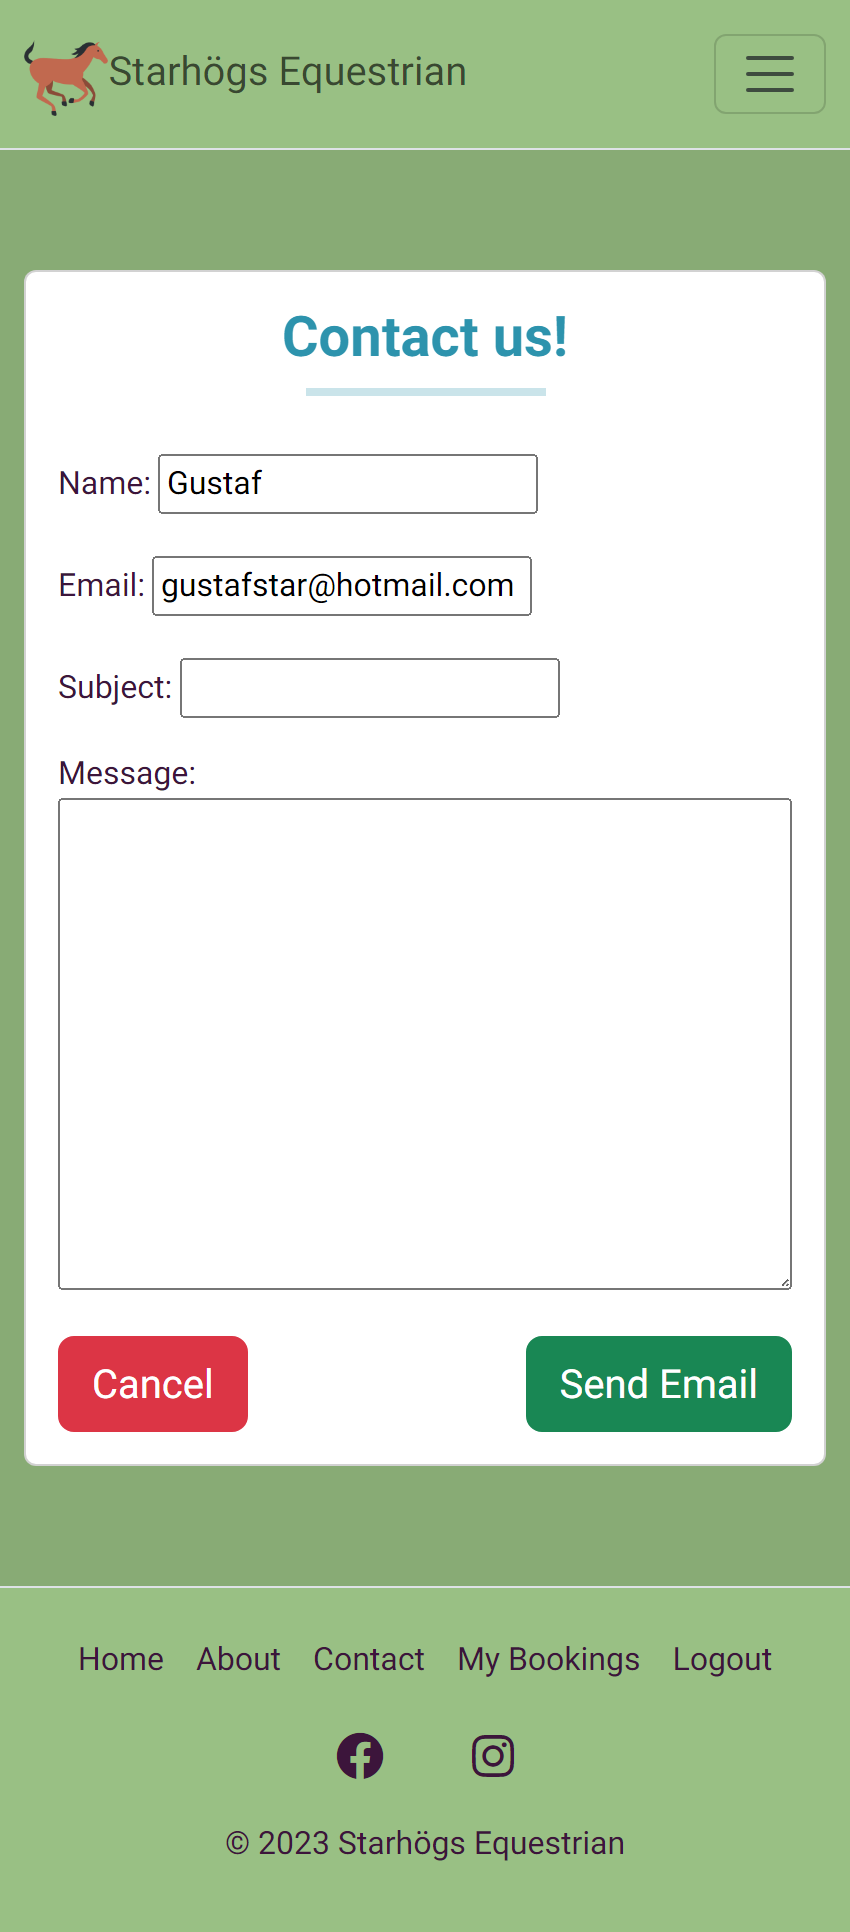 Starhögs Equestrian
Contact us!
Name: Gustaf
Email: gustafstar@hotmail.com
Subject:
Message:
Cancel Send Email
Home About Contact My Bookings Logout
© 2023 Starhögs Equestrian